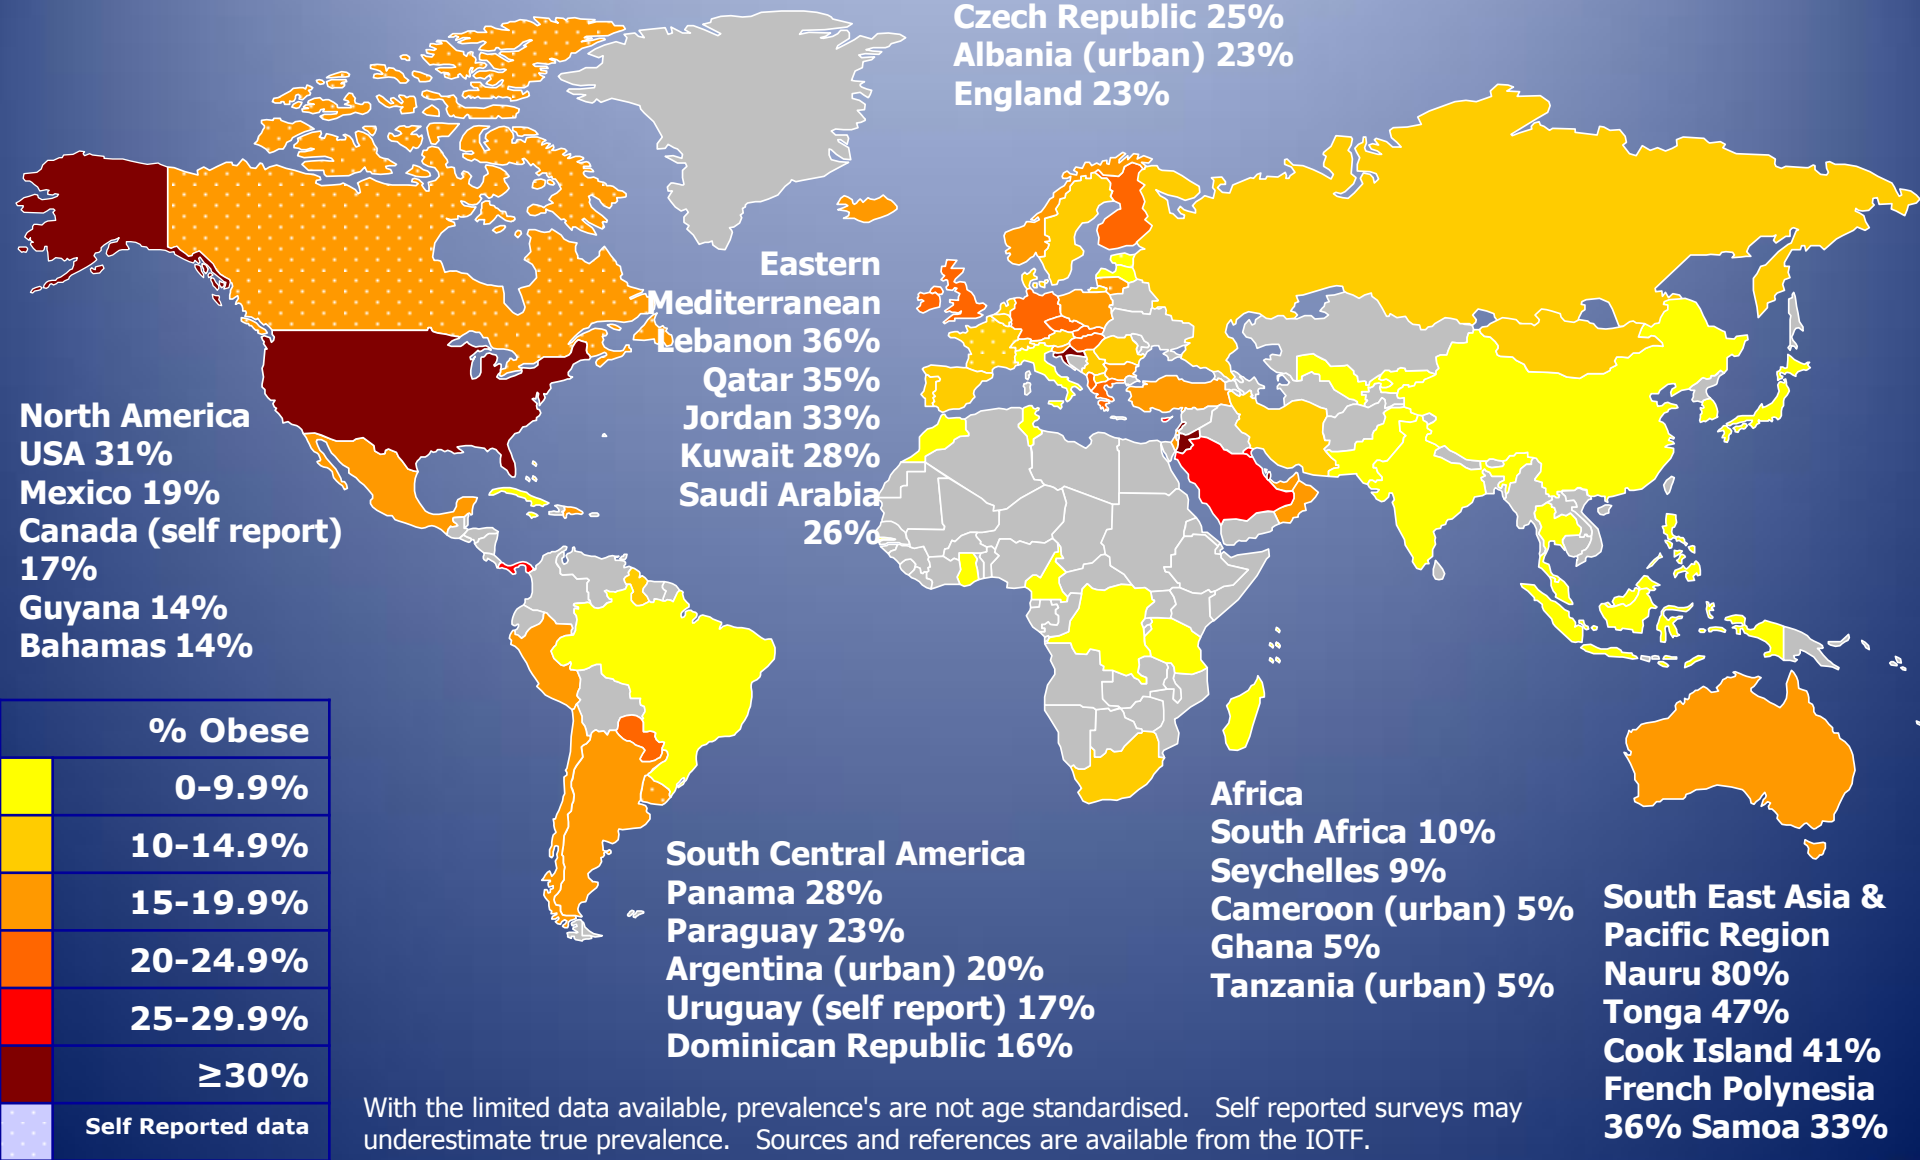 Czech Republic 25%
Albania (urban) 23%
England 23%
Eastern
Mediterranean
Lebanon 36%
Qatar 35%
Jordan 33%
Kuwait 28%
Saudi Arabia
26%
North America
USA 31%
Mexico 19%
Canada (self report)
17%
Guyana 14%
Bahamas 14%
% Obese
0-9.9%
10-14.9%
15-19.9%
20-24.9%
25-29.9%
≥30%
Self Reported data
South Central America
Panama 28%
Paraguay 23%
Argentina (urban) 20%
Uruguay (self report) 17%
Dominican Republic 16%
Africa
South Africa 10%
Seychelles 9%
Cameroon (urban) 5%
Ghana 5%
Tanzania (urban) 5%
South East Asia &
Pacific Region
Nauru 80%
Tonga 47%
Cook Island 41%
French Polynesia
36% Samoa 33%
With the limited data available, prevalence's are not age standardised. Self reported surveys may
underestimate true prevalence. Sources and references are available from the IOTF.